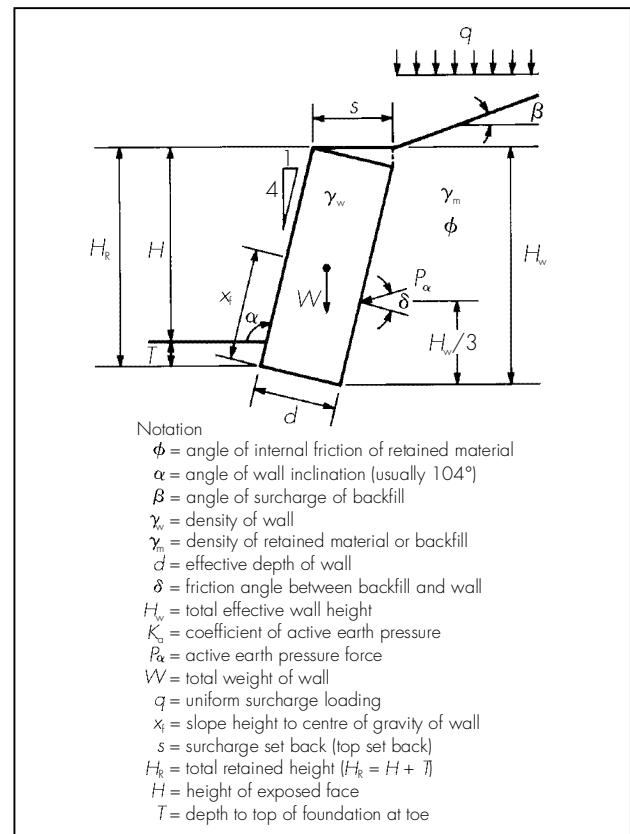 q
s
β
1
4
γw
γm
ϕ
H_R
H
H_w
x_f
W
P_α
δ
α
H_w/3
T
d
Notation
ϕ = angle of internal friction of retained material
α = angle of wall inclination (usually 104°)
β = angle of surcharge of backfill
γw = density of wall
γm = density of retained material or backfill
d = effective depth of wall
δ = friction angle between backfill and wall
H_w = total effective wall height
K_a = coefficient of active earth pressure
P_α = active earth pressure force
W = total weight of wall
q = uniform surcharge loading
x_f = slope height to centre of gravity of wall
s = surcharge set back (top set back)
H_R = total retained height (H_R = H + T)
H = height of exposed face
T = depth to top of foundation at toe